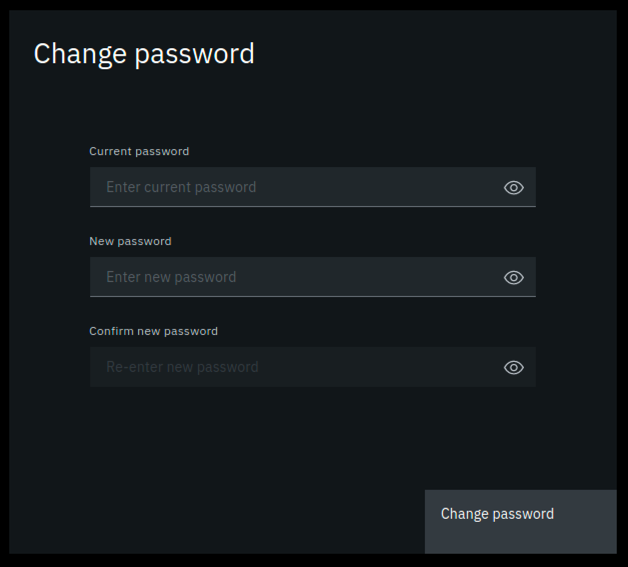 Change password
Current password
Enter current password
New password
Enter new password
Confirm new password
Re-enter new password
Change password